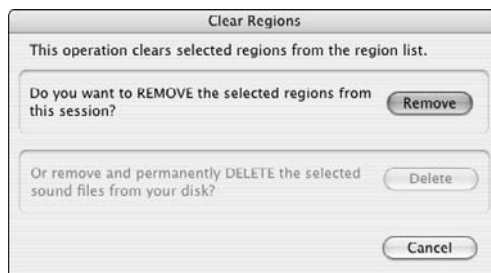 Clear Regions
This operation clears selected regions from the region list.
Do you want to REMOVE the selected regions from
this session?
Remove
Or remove and permanently DELETE the selected
sound files from your disk?
Delete
Cancel